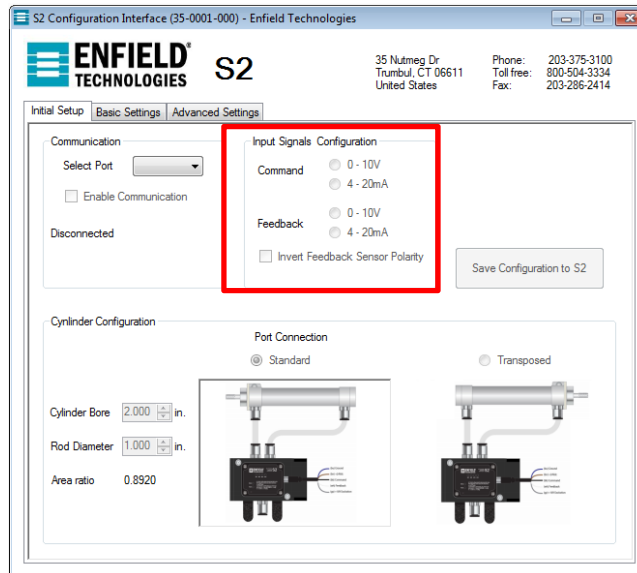 S2 Configuration Interface (35-0001-000) - Enfield Technologies
ENFIELD
TECHNOLOGIES
S2
35 Nutmeg Dr
Trumbul, CT 06611
United States
Phone: 203-375-3100
Toll free: 800-504-3334
Fax: 203-286-2414
Initial Setup
Basic Settings
Advanced Settings
Communication
Select Port
Enable Communication
Disconnected
Input Signals Configuration
Command
0 - 10V
4 - 20mA
Feedback
0 - 10V
4 - 20mA
Invert Feedback Sensor Polarity
Save Configuration to S2
Cynlinder Configuration
Port Connection
Standard
Transposed
Cylinder Bore 2.000 in.
Rod Diameter 1.000 in.
Area ratio 0.8920